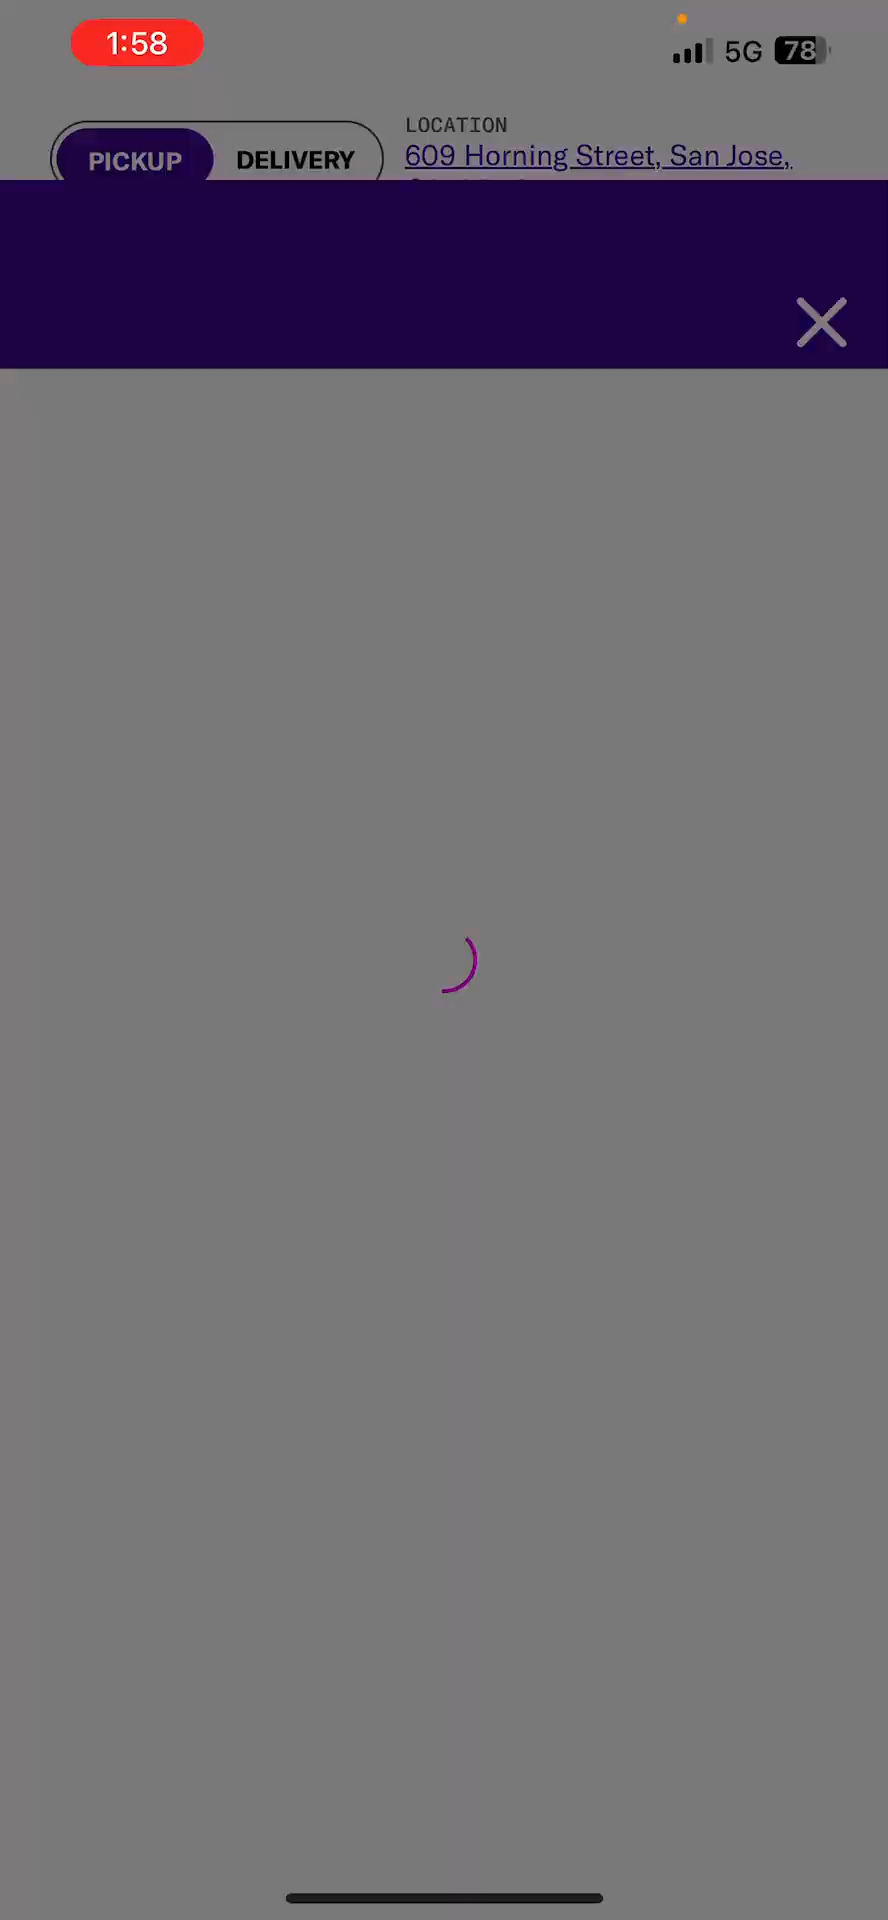 1:58
5G 78
PICKUP DELIVERY
LOCATION
609 Horning Street, San Jose,